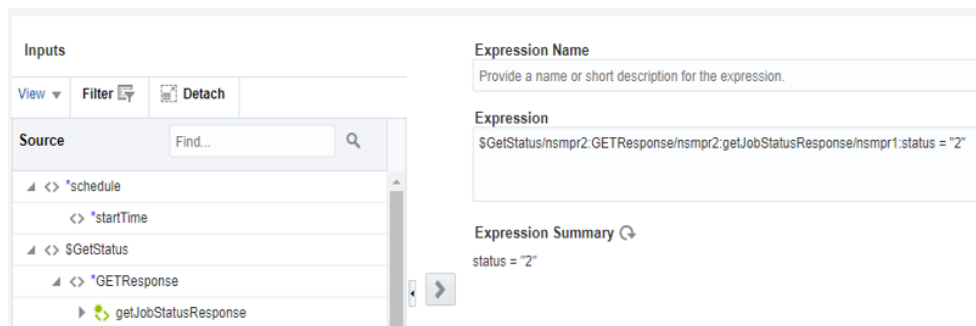 Inputs
View
Filter
Detach
Source
Find...
*schedule
*startTime
$GetStatus
*GETResponse
getJobStatusResponse
Expression Name
Provide a name or short description for the expression.
Expression
$GetStatus/nsmpr2:GETResponse/nsmpr2:getJobStatusResponse/nsmpr1:status = "2"
Expression Summary
status = "2"